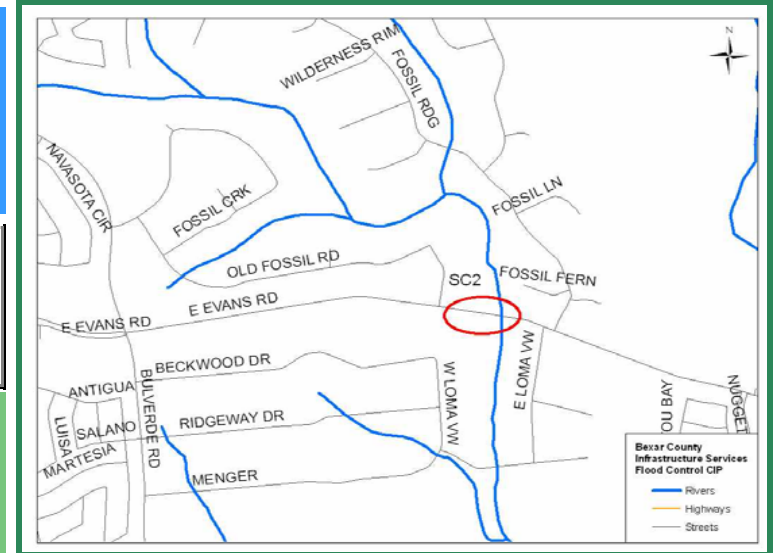 N
WILDERNESS RIM
FOSSIL RDG
NAVASOTA CIR
FOSSIL CRK
FOSSIL LN
OLD FOSSIL RD
SC2
FOSSIL FERN
E EVANS RD
E EVANS RD
BECKWOOD DR
W LOMA VW
E LOMA VW
ANTIGUA
BULVERDE RD
OU BAY
NUGGET
LUISA
SALANO
RIDGEWAY DR
MARTESIA
MENGER
Bexar County
Infrastructure Services
Flood Control CIP
Rivers
Highways
Streets